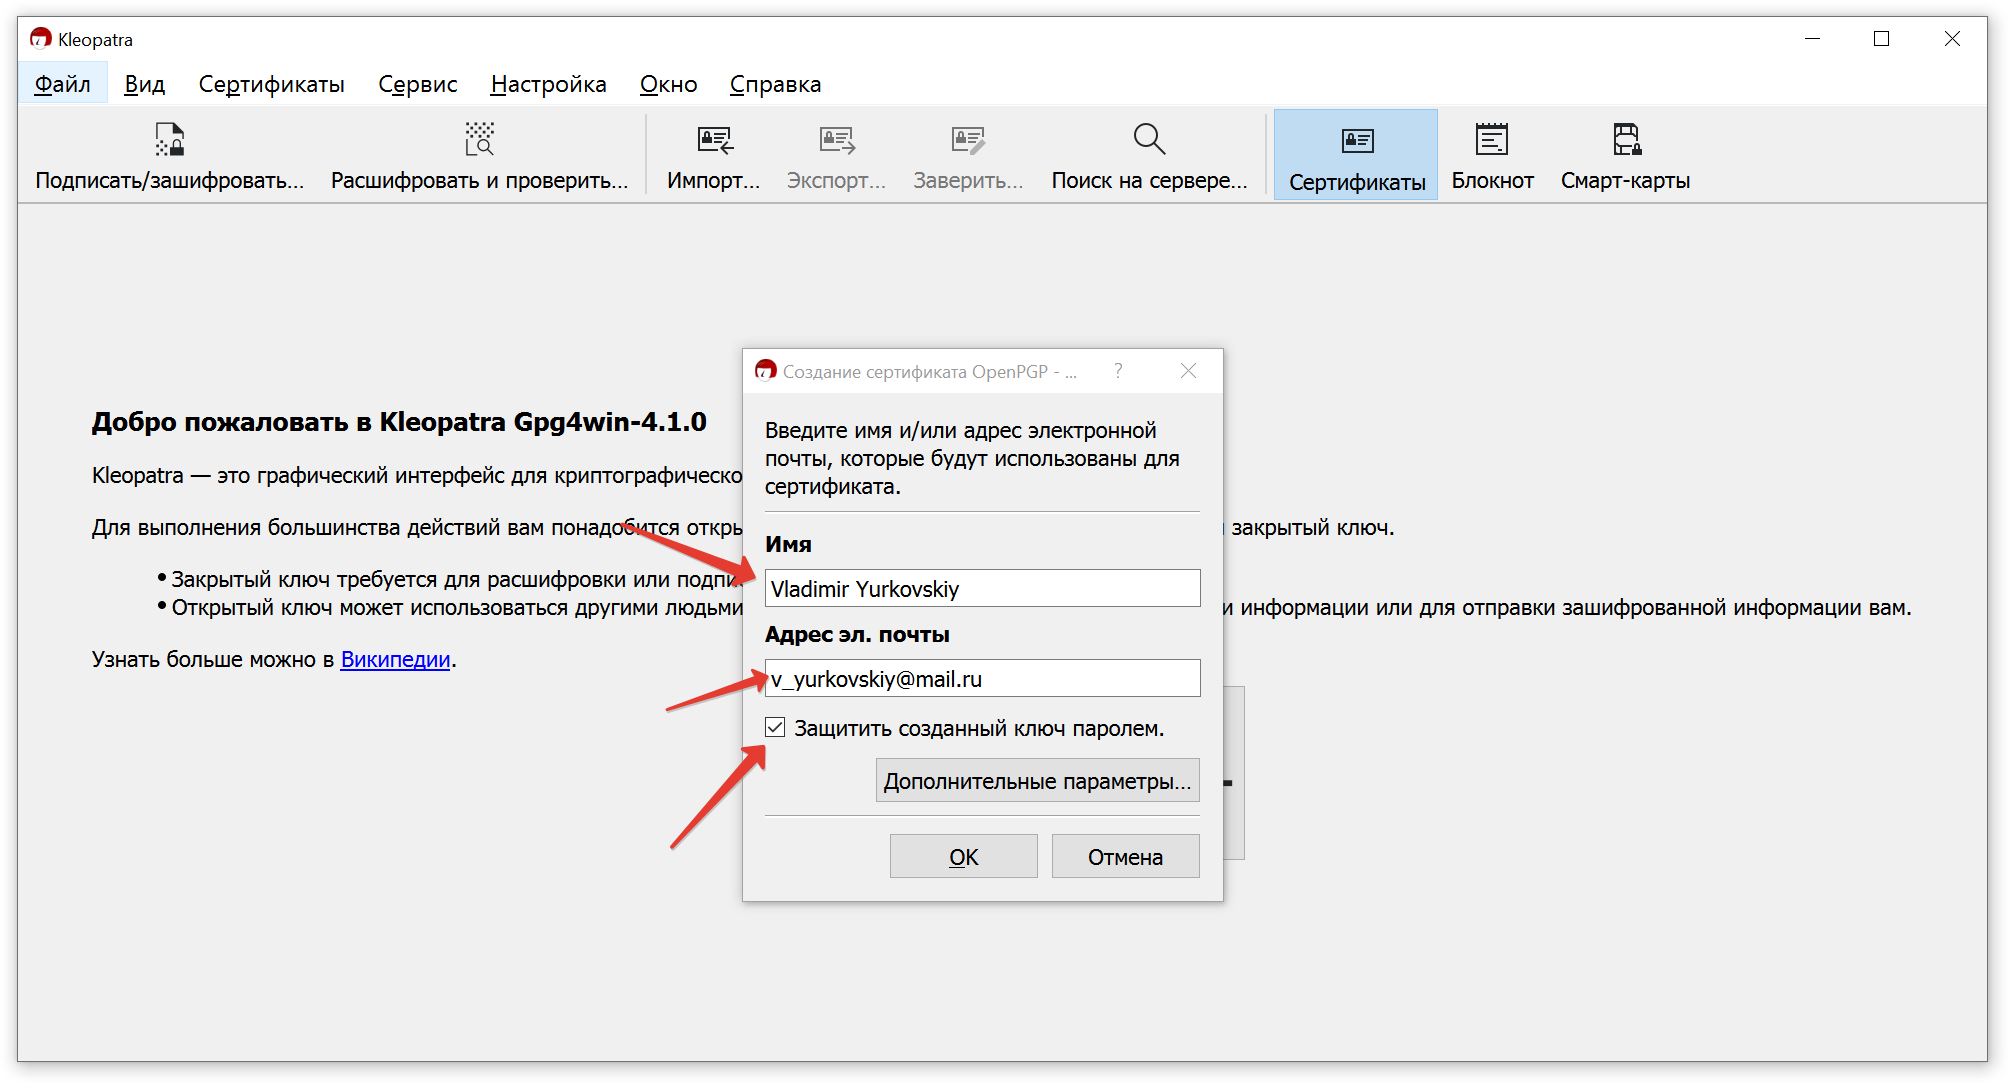 Kleopatra
Файл Вид Сертификаты Сервис Настройка Окно Справка
Подписать/зашифровать... Расшифровать и проверить... Импорт... Экспорт... Заверить... Поиск на сервере... Сертификаты Блокнот Смарт-карты
Создание сертификата OpenPGP - ... ?
Введите имя и/или адрес электронной
почты, которые будут использованы для
сертификата.
Имя
Vladimir Yurkovskiy
Адрес эл. почты
v_yurkovskiy@mail.ru
Защитить созданный ключ паролем.
Дополнительные параметры...
OK Отмена
Добро пожаловать в Kleopatra Gpg4win-4.1.0
Kleopatra — это графический интерфейс для криптографическо
Для выполнения большинства действий вам понадобится откры закрытый ключ.
• Закрытый ключ требуется для расшифровки или подпи
• Открытый ключ может использоваться другими людьми и информации или для отправки зашифрованной информации вам.
Узнать больше можно в Википедии.